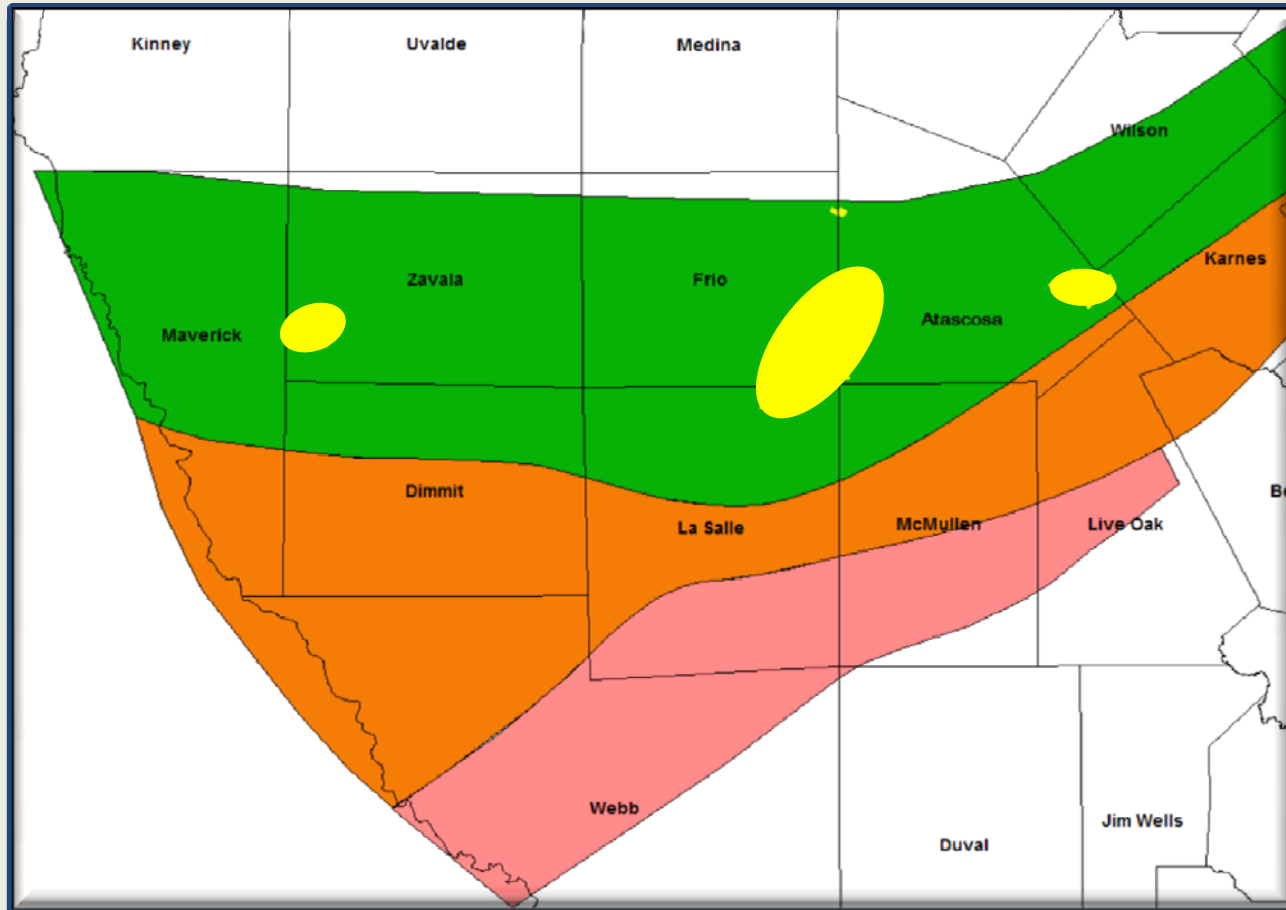 Kinney
Uvalde
Medina
Wilson
Karnes
Zavala
Frio
Atascosa
Maverick
Dimmit
La Salle
McMullen
Live Oak
Webb
Duval
Jim Wells